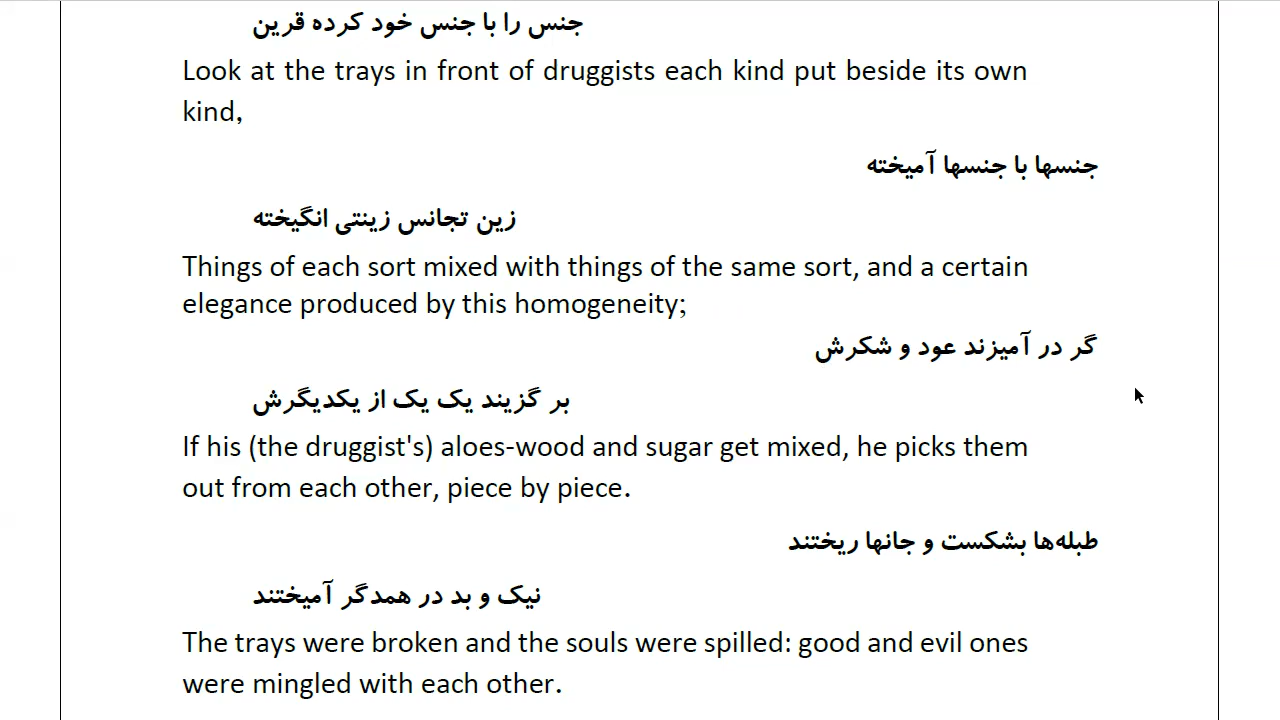 جنس را با جنس خود کرده قرین
Look at the trays in front of druggists each kind put beside its own
kind,
جنسها با جنسها آمیخته
زین تجانس زینتی انگیخته
Things of each sort mixed with things of the same sort, and a certain
elegance produced by this homogeneity;
گر در آمیزند عود و شکرش
بر گزیند یک یک از یکدیگرش
If his (the druggist's) aloes-wood and sugar get mixed, he picks them
out from each other, piece by piece.
طبله‌ها بشکست و جانها ریختند
نیک و بد در همدگر آمیختند
The trays were broken and the souls were spilled: good and evil ones
were mingled with each other.